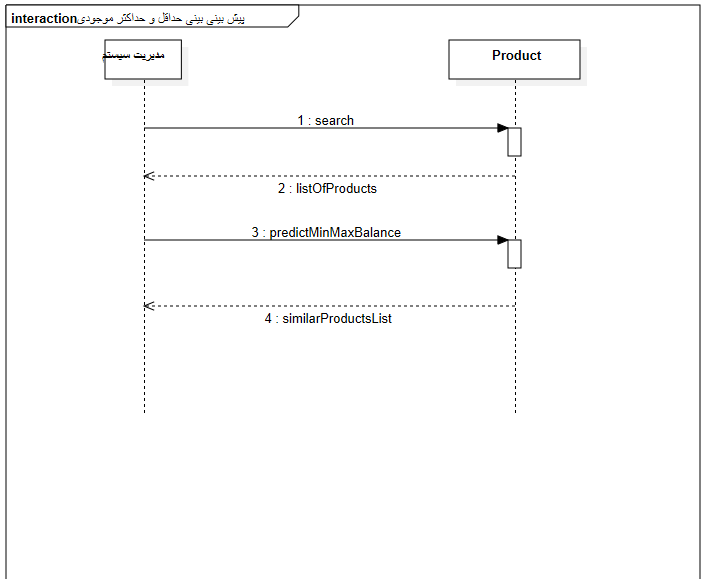 interaction پیش بینی بینی حداقل و حداکثر موجودی
مدیریت سیستم
Product
1 : search
2 : listOfProducts
3 : predictMinMaxBalance
4 : similarProductsList